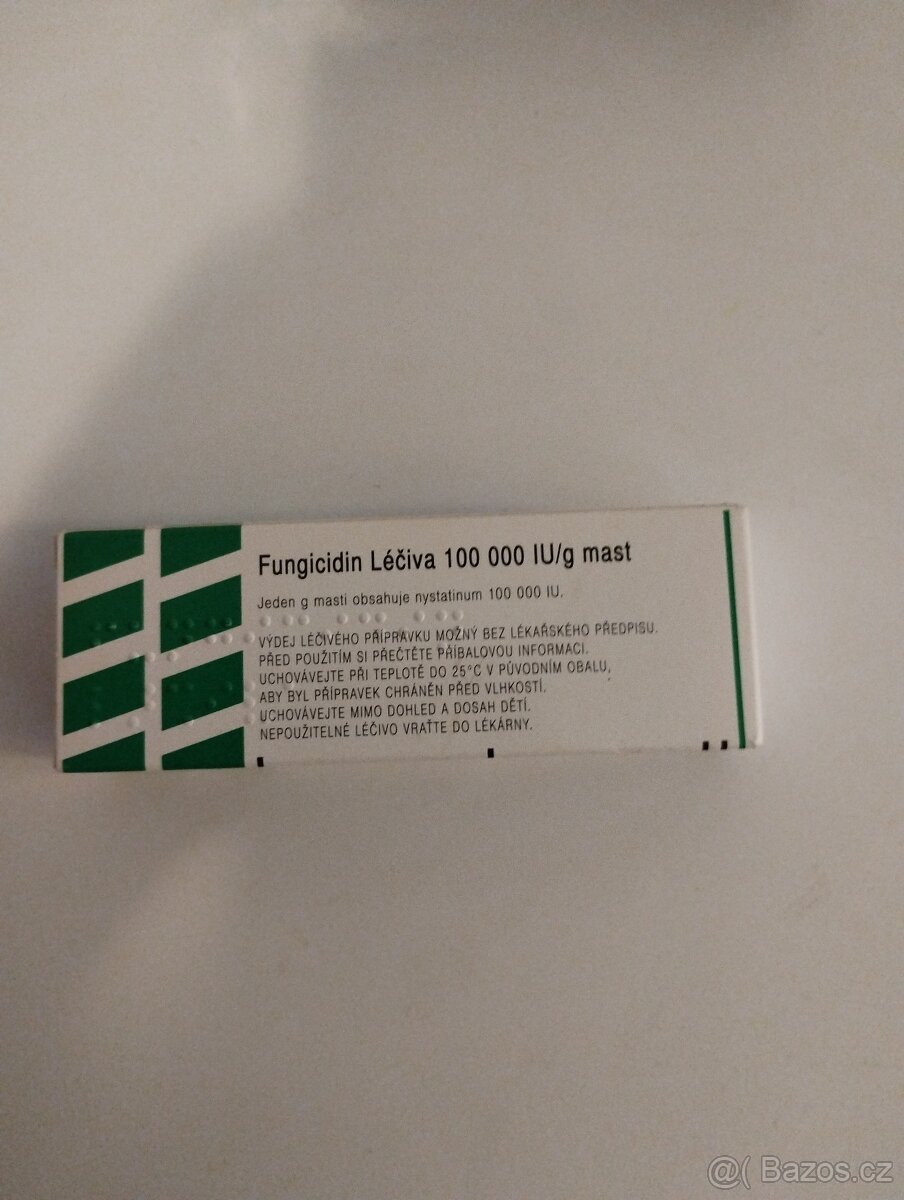 Fungicidin Léčiva 100 000 IU/g mast
Jeden g masti obsahuje nystatinum 100 000 IU.
VÝDEJ LÉČIVÉHO PŘÍPRAVKU MOŽNÝ BEZ LÉKAŘSKÉHO PŘEDPISU.
PŘED POUŽITÍM SI PŘEČTĚTE PŘÍBALOVOU INFORMACI.
UCHOVÁVEJTE PŘI TEPLOTĚ DO 25°C V PŮVODNÍM OBALU,
ABY BYL PŘÍPRAVEK CHRÁNĚN PŘED VLHKOSTÍ.
UCHOVÁVEJTE MIMO DOHLED A DOSAH DĚTÍ.
NEPOUŽITELNÉ LÉČIVO VRAŤTE DO LÉKÁRNY.
@( Bazos.cz